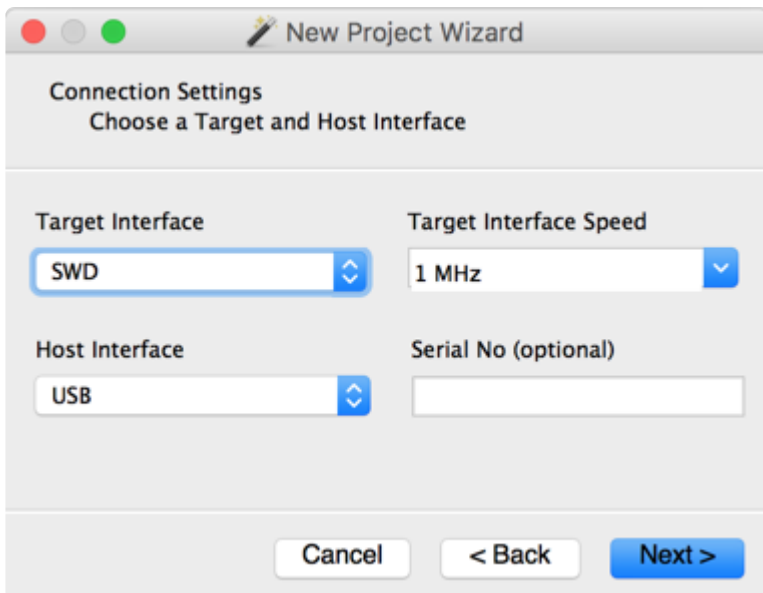 New Project Wizard
Connection Settings
Choose a Target and Host Interface
Target Interface
Target Interface Speed
SWD
1 MHz
Host Interface
Serial No (optional)
USB
Cancel
< Back
Next >